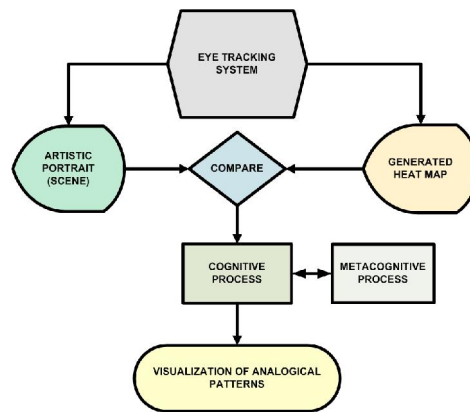 EYE TRACKING
SYSTEM
ARTISTIC
PORTRAIT
(SCENE)
COMPARE
GENERATED
HEAT MAP
COGNITIVE
PROCESS
METACOGNITIVE
PROCESS
VISUALIZATION OF ANALOGICAL
PATTERNS